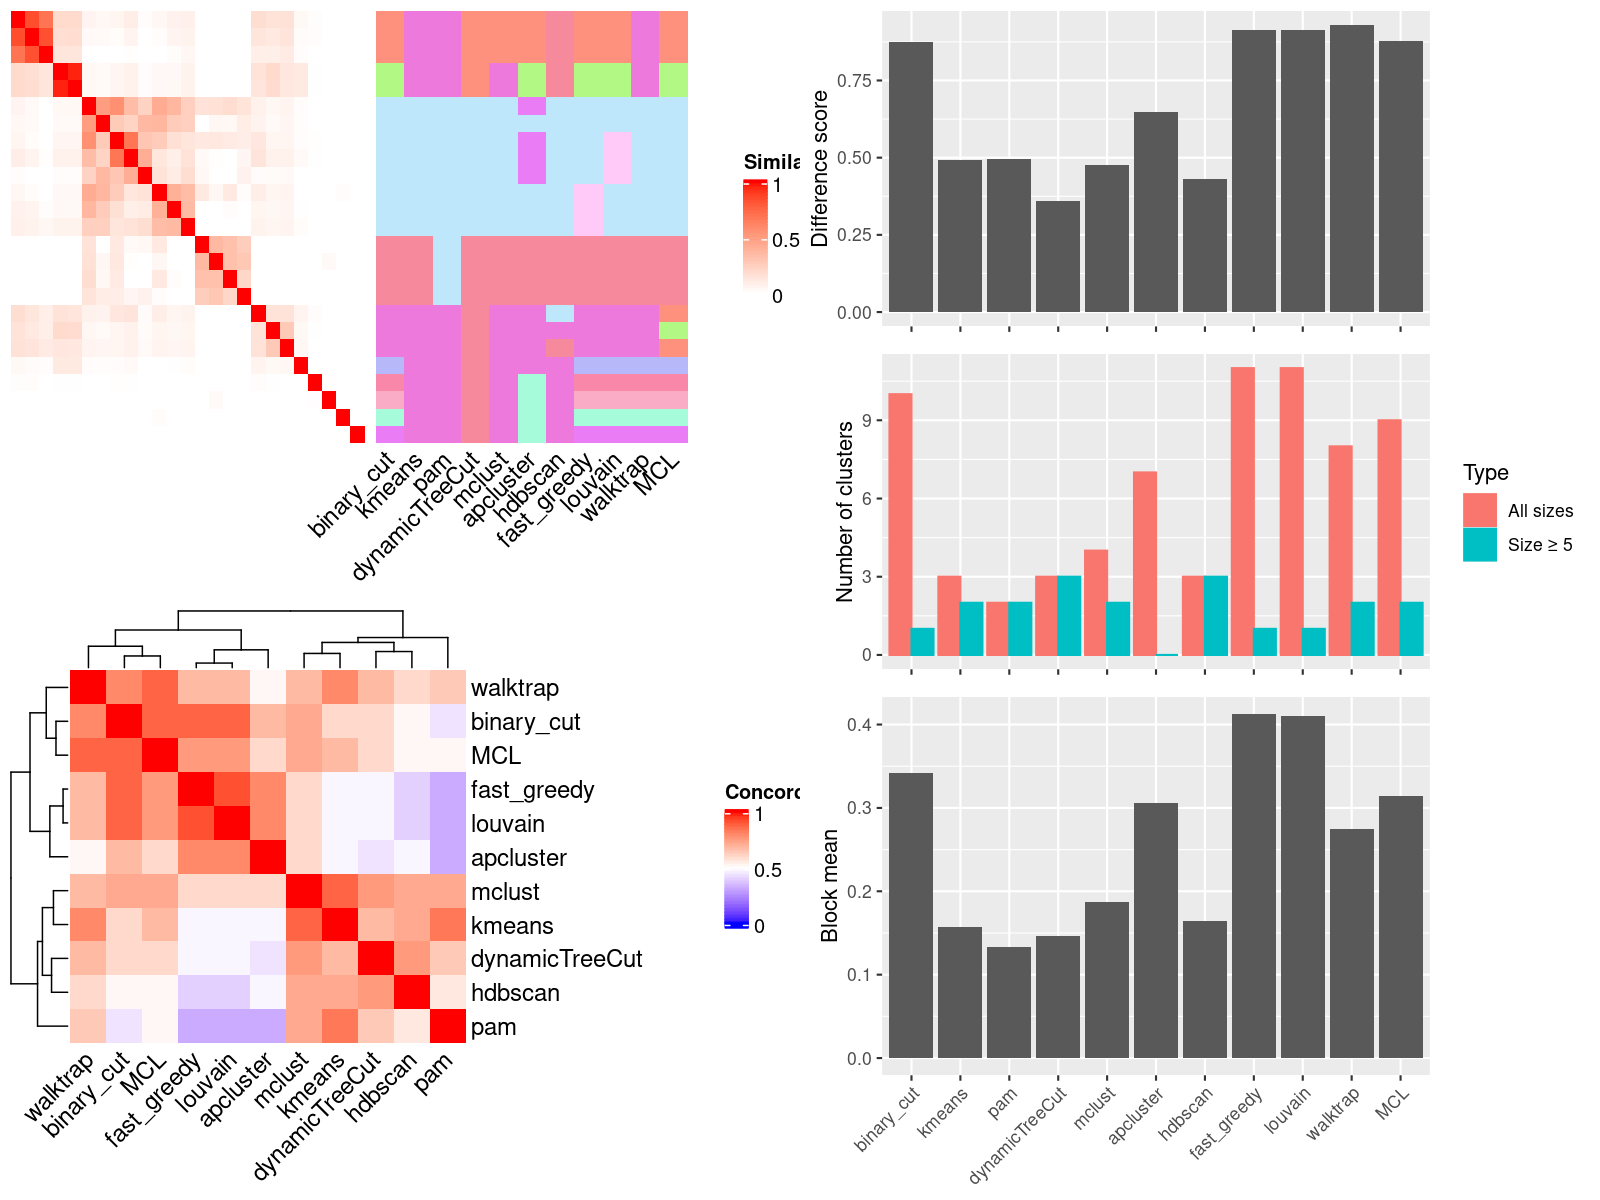 Simila
1
0.5
0
binary_cut
kmeans
pam
dynamicTreeCut
mclust
apcluster
hdbscan
fast_greedy
louvain
walktrap
MCL
Difference score
0.75
0.50
0.25
0.00
Number of clusters
9
6
3
0
Type
All sizes
Size ≥ 5
walktrap
binary_cut
MCL
fast_greedy
louvain
apcluster
mclust
kmeans
dynamicTreeCut
hdbscan
pam
walktrap
binary_cut
MCL
fast_greedy
louvain
apcluster
mclust
kmeans
dynamicTreeCut
hdbscan
pam
Concord
1
0.5
0
Block mean
0.4
0.3
0.2
0.1
0.0
binary_cut
kmeans
pam
dynamicTreeCut
mclust
apcluster
hdbscan
fast_greedy
louvain
walktrap
MCL